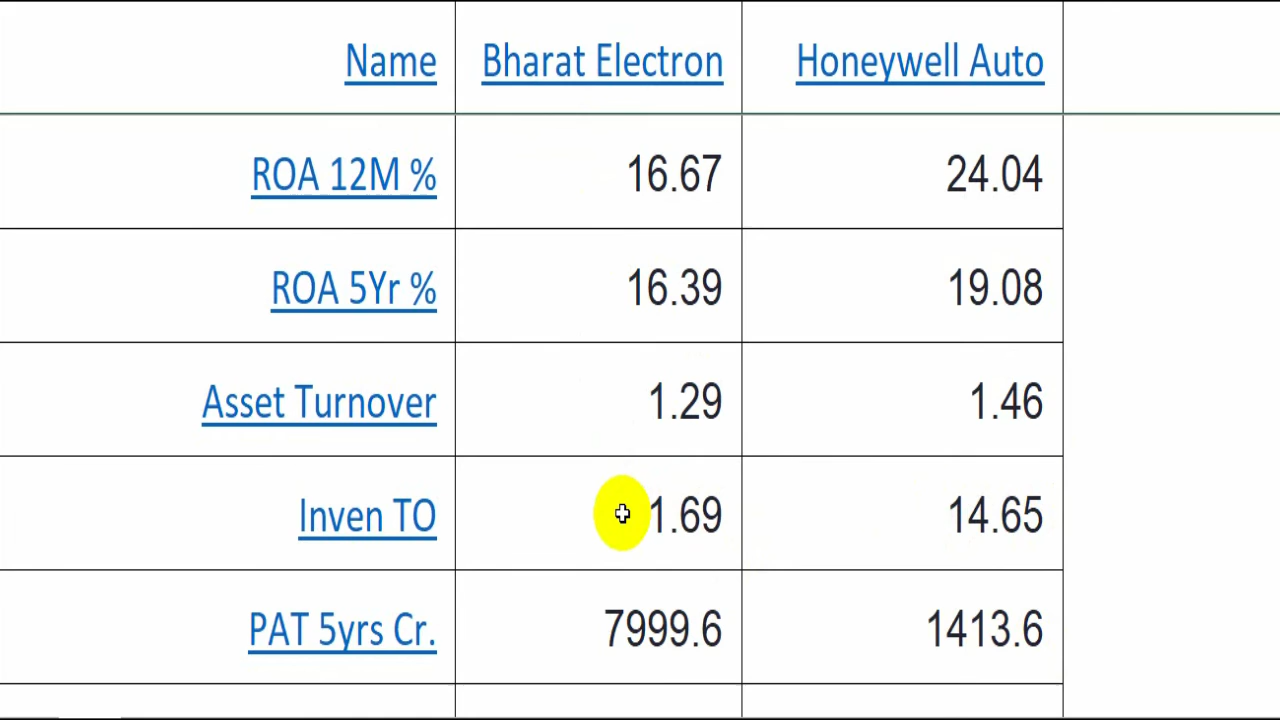 Name Bharat Electron Honeywell Auto
ROA 12M % 16.67 24.04
ROA 5Yr % 16.39 19.08
Asset Turnover 1.29 1.46
Inven TO 1.69 14.65
PAT 5yrs Cr. 7999.6 1413.6